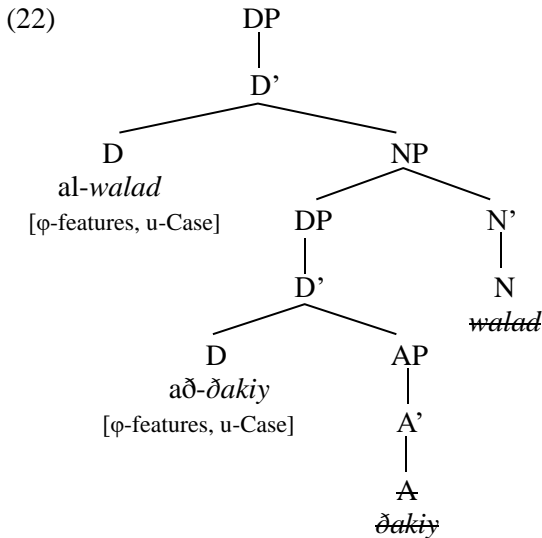 (22) DP
D’
D NP
al-walad
[φ-features, u-Case] DP N’
D’ N
walad
D AP
að-ðakiy
[φ-features, u-Case] A’
A
ðakiy